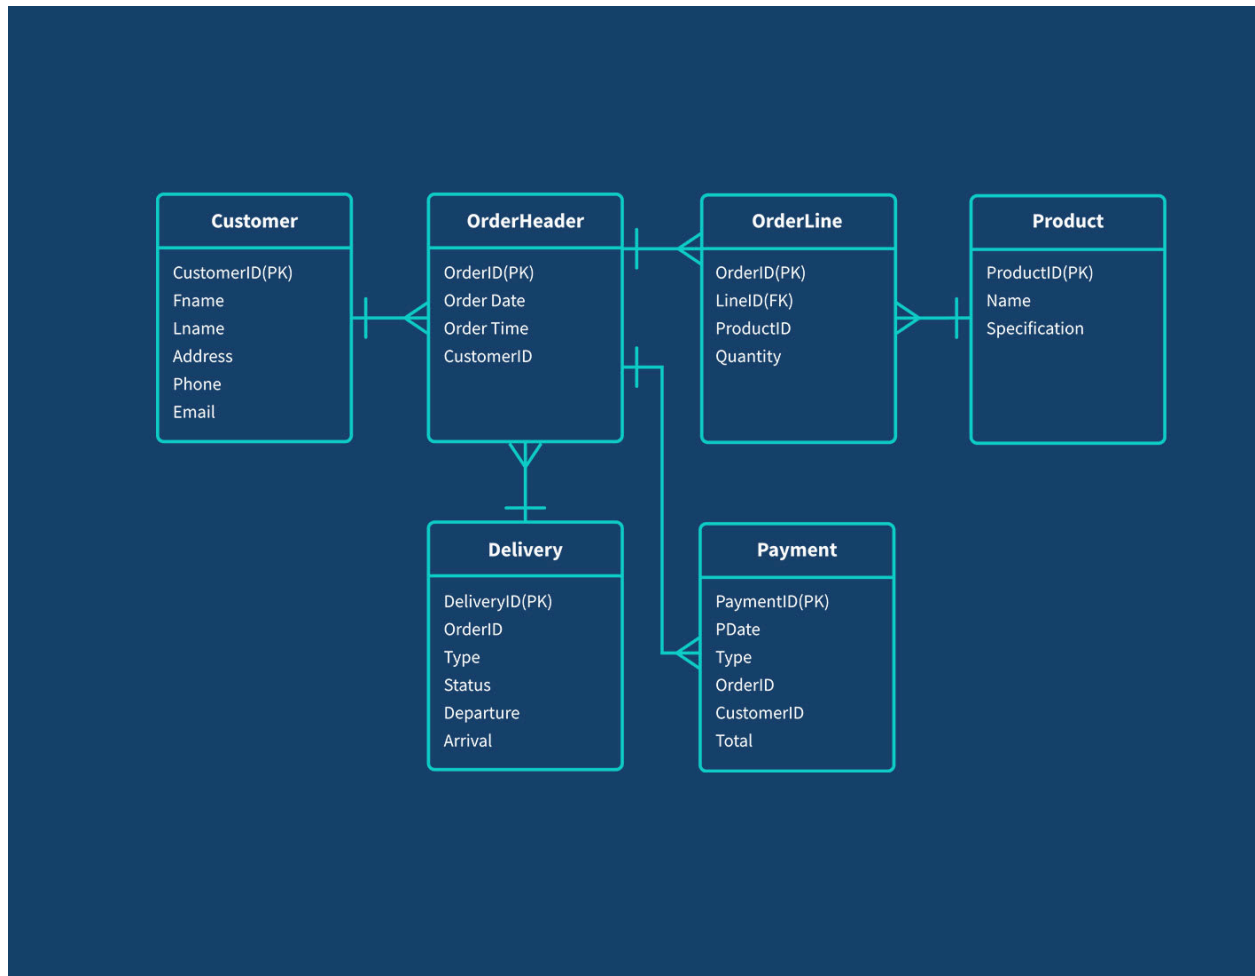 Customer
CustomerID(PK)
Fname
Lname
Address
Phone
Email
OrderHeader
OrderID(PK)
Order Date
Order Time
CustomerID
OrderLine
OrderID(PK)
LineID(FK)
ProductID
Quantity
Product
ProductID(PK)
Name
Specification
Delivery
DeliveryID(PK)
OrderID
Type
Status
Departure
Arrival
Payment
PaymentID(PK)
PDate
Type
OrderID
CustomerID
Total